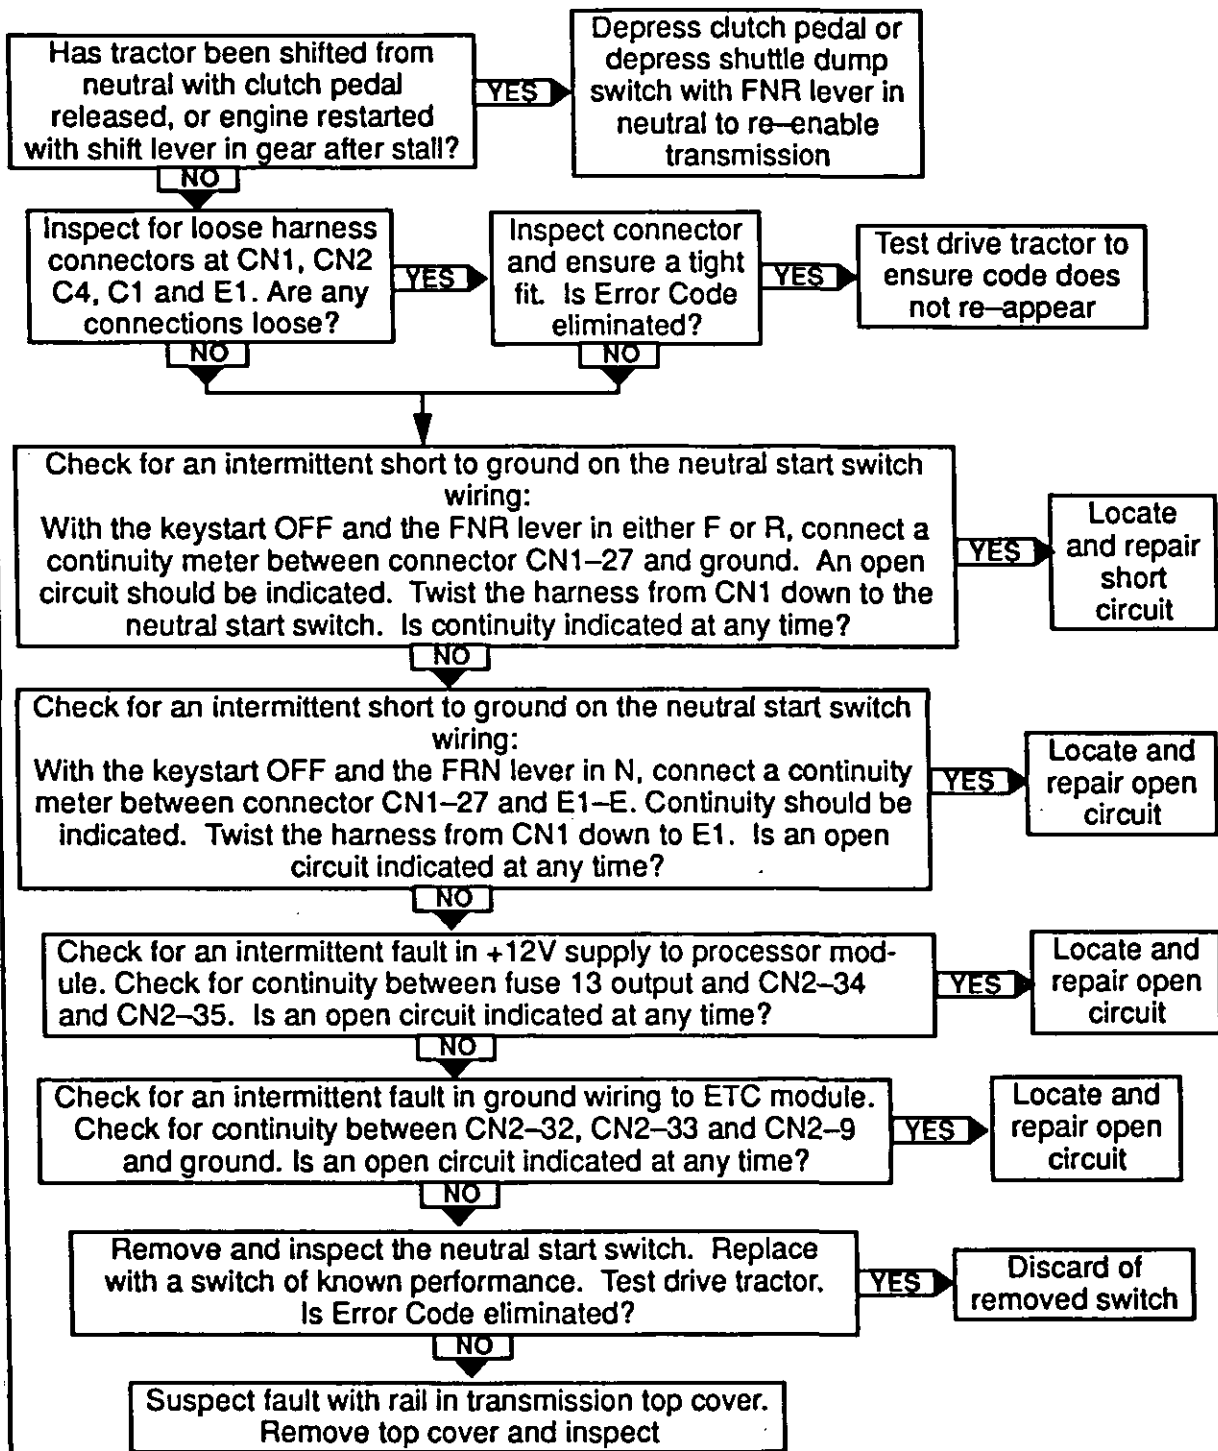 Has tractor been shifted from
neutral with clutch pedal
released, or engine restarted
with shift lever in gear after stall?
YES
Depress clutch pedal or
depress shuttle dump
switch with FNR lever in
neutral to re–enable
transmission
NO
Inspect for loose harness
connectors at CN1, CN2
C4, C1 and E1. Are any
connections loose?
YES
Inspect connector
and ensure a tight
fit. Is Error Code
eliminated?
YES
Test drive tractor to
ensure code does
not re–appear
NO
NO
Check for an intermittent short to ground on the neutral start switch
wiring:
With the keystart OFF and the FNR lever in either F or R, connect a
continuity meter between connector CN1–27 and ground. An open
circuit should be indicated. Twist the harness from CN1 down to the
neutral start switch. Is continuity indicated at any time?
YES
Locate
and repair
short
circuit
NO
Check for an intermittent short to ground on the neutral start switch
wiring:
With the keystart OFF and the FRN lever in N, connect a continuity
meter between connector CN1–27 and E1–E. Continuity should be
indicated. Twist the harness from CN1 down to E1. Is an open
circuit indicated at any time?
YES
Locate and
repair open
circuit
NO
Check for an intermittent fault in +12V supply to processor mod-
ule. Check for continuity between fuse 13 output and CN2–34
and CN2–35. Is an open circuit indicated at any time?
YES
Locate and
repair open
circuit
NO
Check for an intermittent fault in ground wiring to ETC module.
Check for continuity between CN2–32, CN2–33 and CN2–9
and ground. Is an open circuit indicated at any time?
YES
Locate and
repair open
circuit
NO
Remove and inspect the neutral start switch. Replace
with a switch of known performance. Test drive tractor.
Is Error Code eliminated?
YES
Discard of
removed switch
NO
Suspect fault with rail in transmission top cover.
Remove top cover and inspect